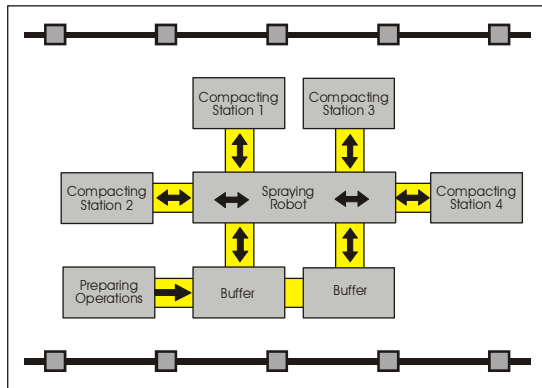 Compacting
Station 1
Compacting
Station 3
Compacting
Station 2
Spraying
Robot
Compacting
Station 4
Preparing
Operations
Buffer
Buffer